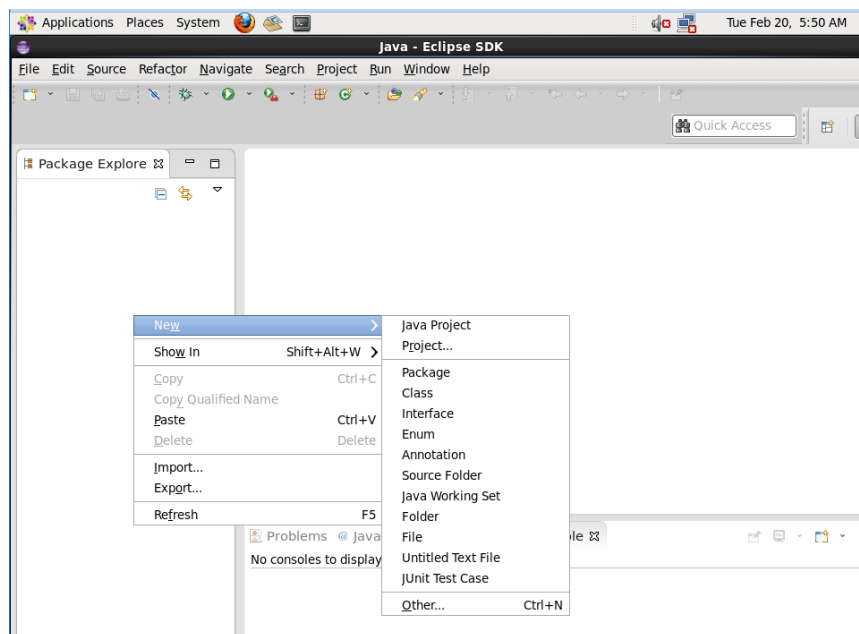 Applications Places System Tue Feb 20, 5:50 AM
Java - Eclipse SDK
File Edit Source Refactor Navigate Search Project Run Window Help
Quick Access
Package Explore
New
Show In Shift+Alt+W
Copy Ctrl+C
Copy Qualified Name
Paste Ctrl+V
Delete Delete
Import...
Export...
Refresh F5
Java Project
Project...
Package
Class
Interface
Enum
Annotation
Source Folder
Java Working Set
Folder
File
Untitled Text File
JUnit Test Case
Other... Ctrl+N
Problems @ Java ole
No consoles to display